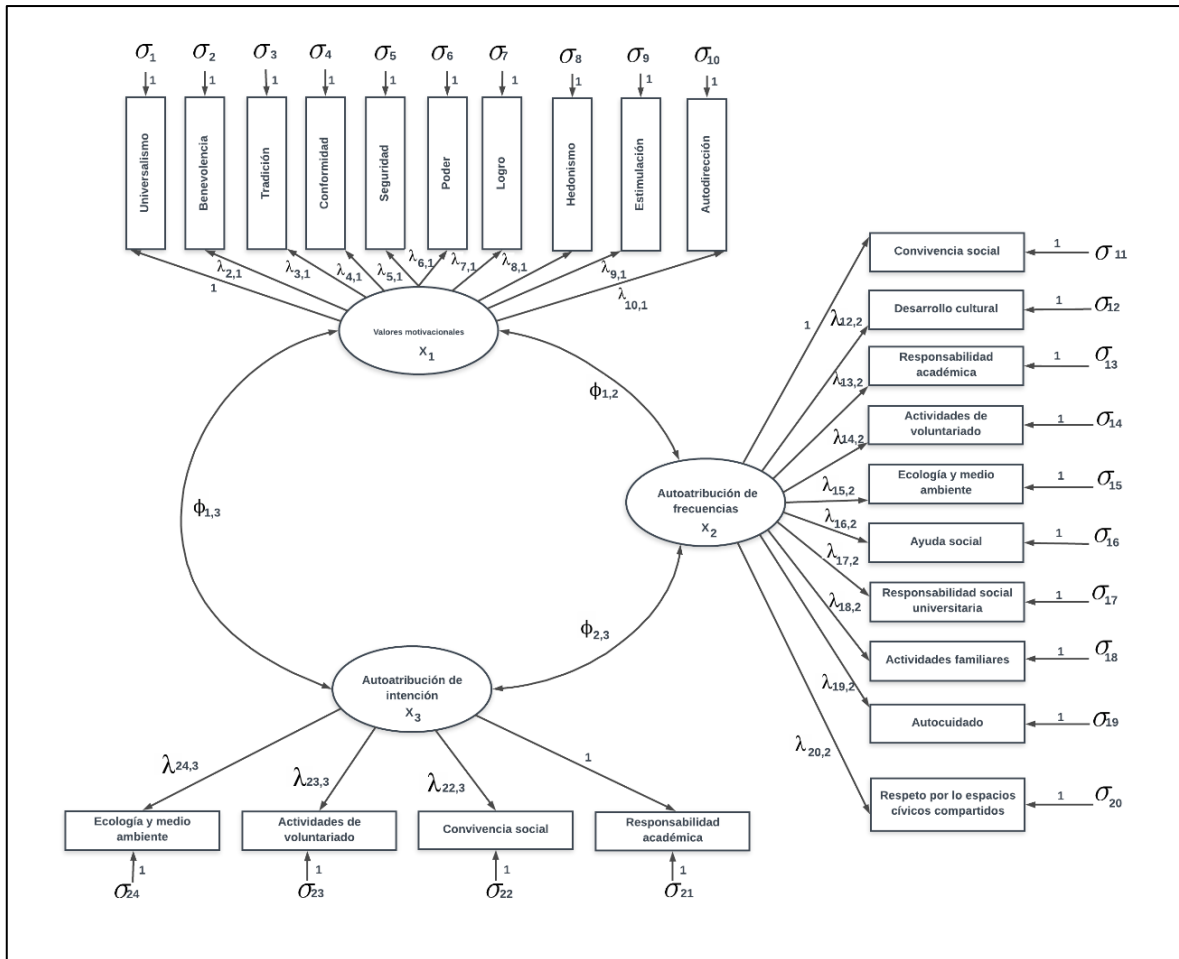 σ1 σ2 σ3 σ4 σ5 σ6 σ7 σ8 σ9 σ10
1 1 1 1 1 1 1 1 1 1
Universalismo
Benevolencia
Tradición
Conformidad
Seguridad
Poder
Logro
Hedonismo
Estimulación
Autodirección
1
λ2,1
λ3,1
λ4,1
λ5,1
λ6,1
λ7,1
λ8,1
λ9,1
λ10,1
Valores motivacionales
X1
ϕ1,2
ϕ1,3
ϕ2,3
Autoatribución de
frecuencias
X2
1
λ12,2
λ13,2
λ14,2
λ15,2
λ16,2
λ17,2
λ18,2
λ19,2
λ20,2
Convivencia social
1 σ11
Desarrollo cultural
1 σ12
Responsabilidad
académica
1 σ13
Actividades de
voluntariado
1 σ14
Ecología y medio
ambiente
1 σ15
Ayuda social
1 σ16
Responsabilidad social
universitaria
1 σ17
Actividades familiares
1 σ18
Autocuidado
1 σ19
Respeto por lo espacios
cívicos compartidos
1 σ20
Autoatribución de
intención
X3
λ24,3
λ23,3
λ22,3
1
Ecología y medio
ambiente
Actividades de
voluntariado
Convivencia social
Responsabilidad
académica
1 1 1 1
σ24 σ23 σ22 σ21